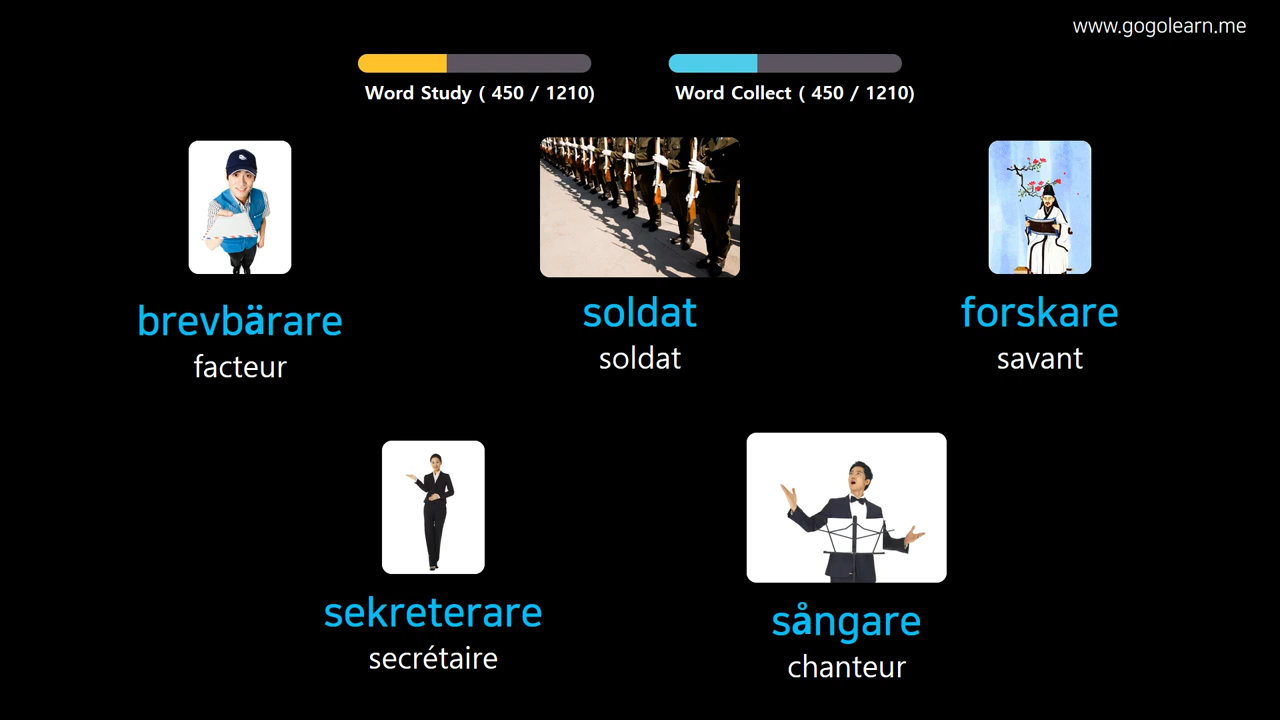 www.gogolearn.me
Word Study ( 450 / 1210)
Word Collect ( 450 / 1210)
brevbärare
facteur
soldat
soldat
forskare
savant
sekreterare
secrétaire
sångare
chanteur